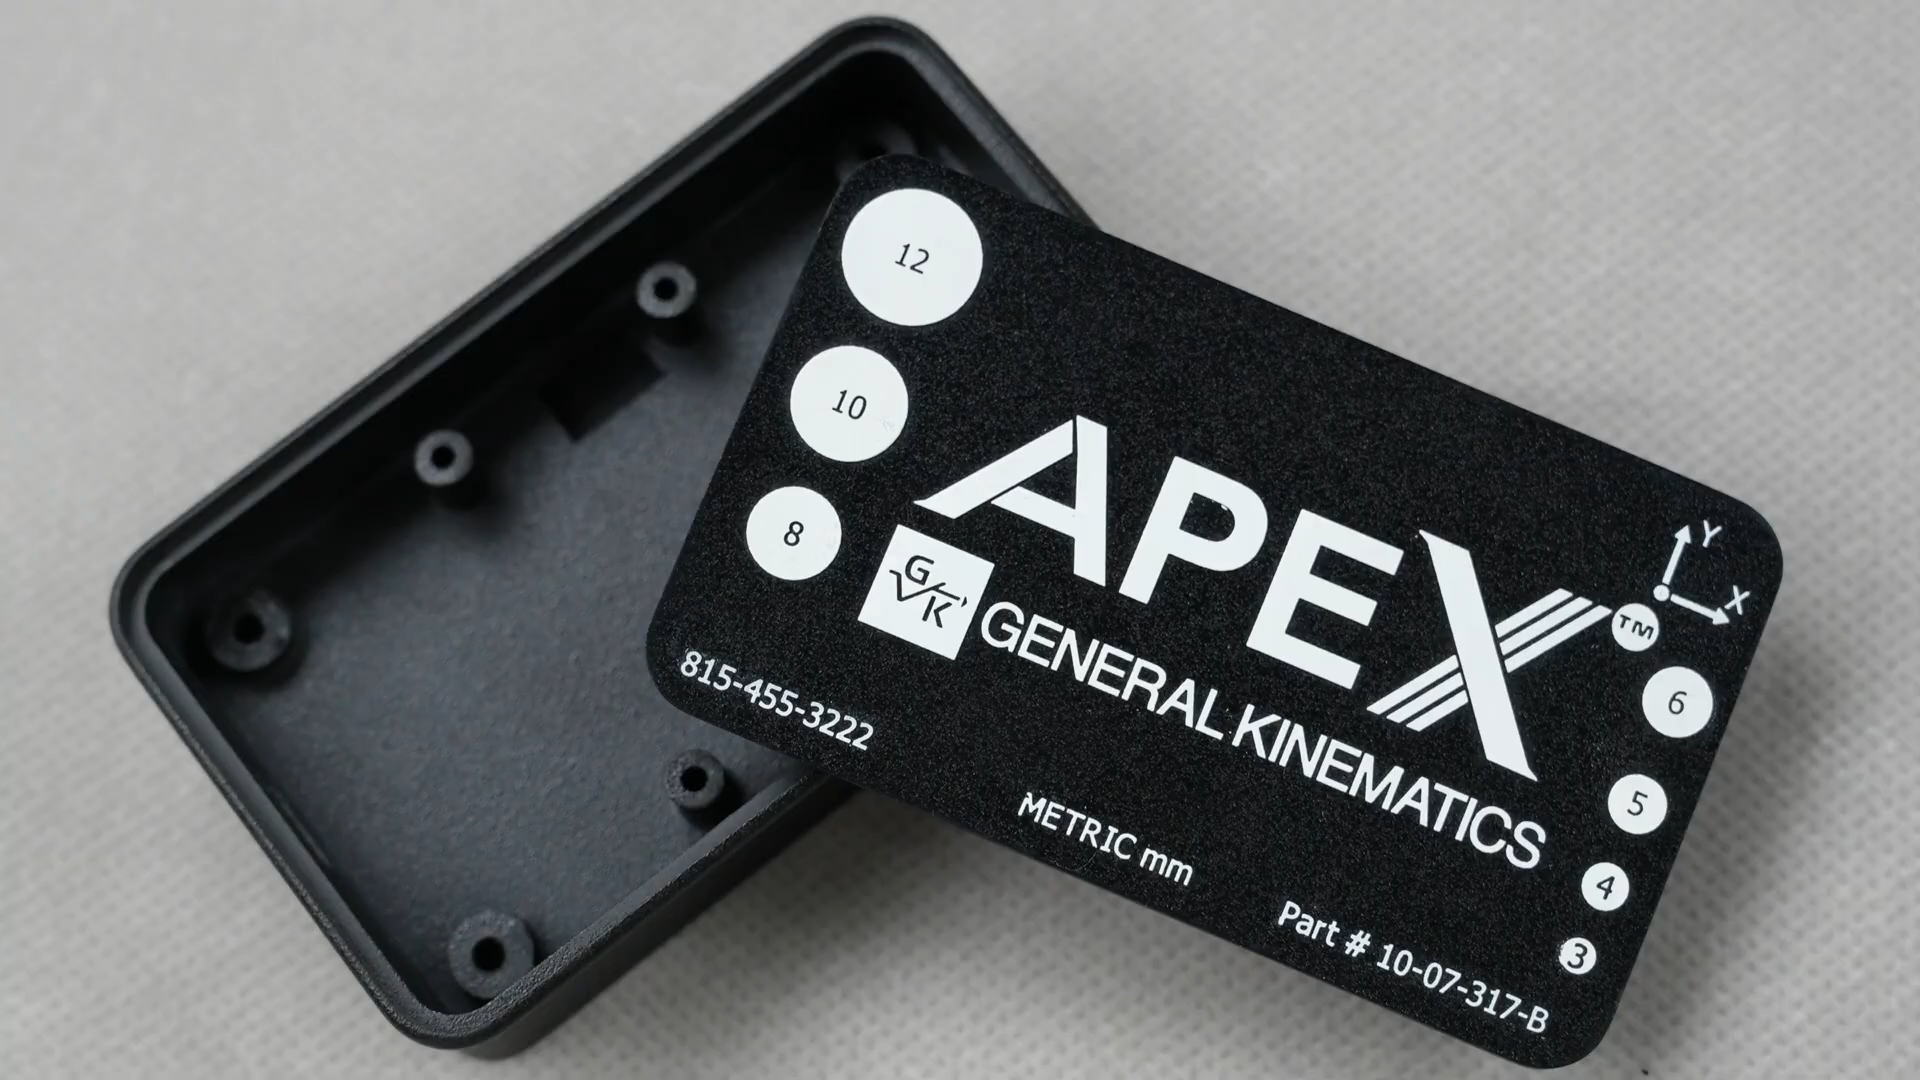 12
10
8
APEX
TM
Y
X
G
K
GENERAL KINEMATICS
6
5
4
3
815-455-3222
METRIC mm
Part # 10-07-317-B